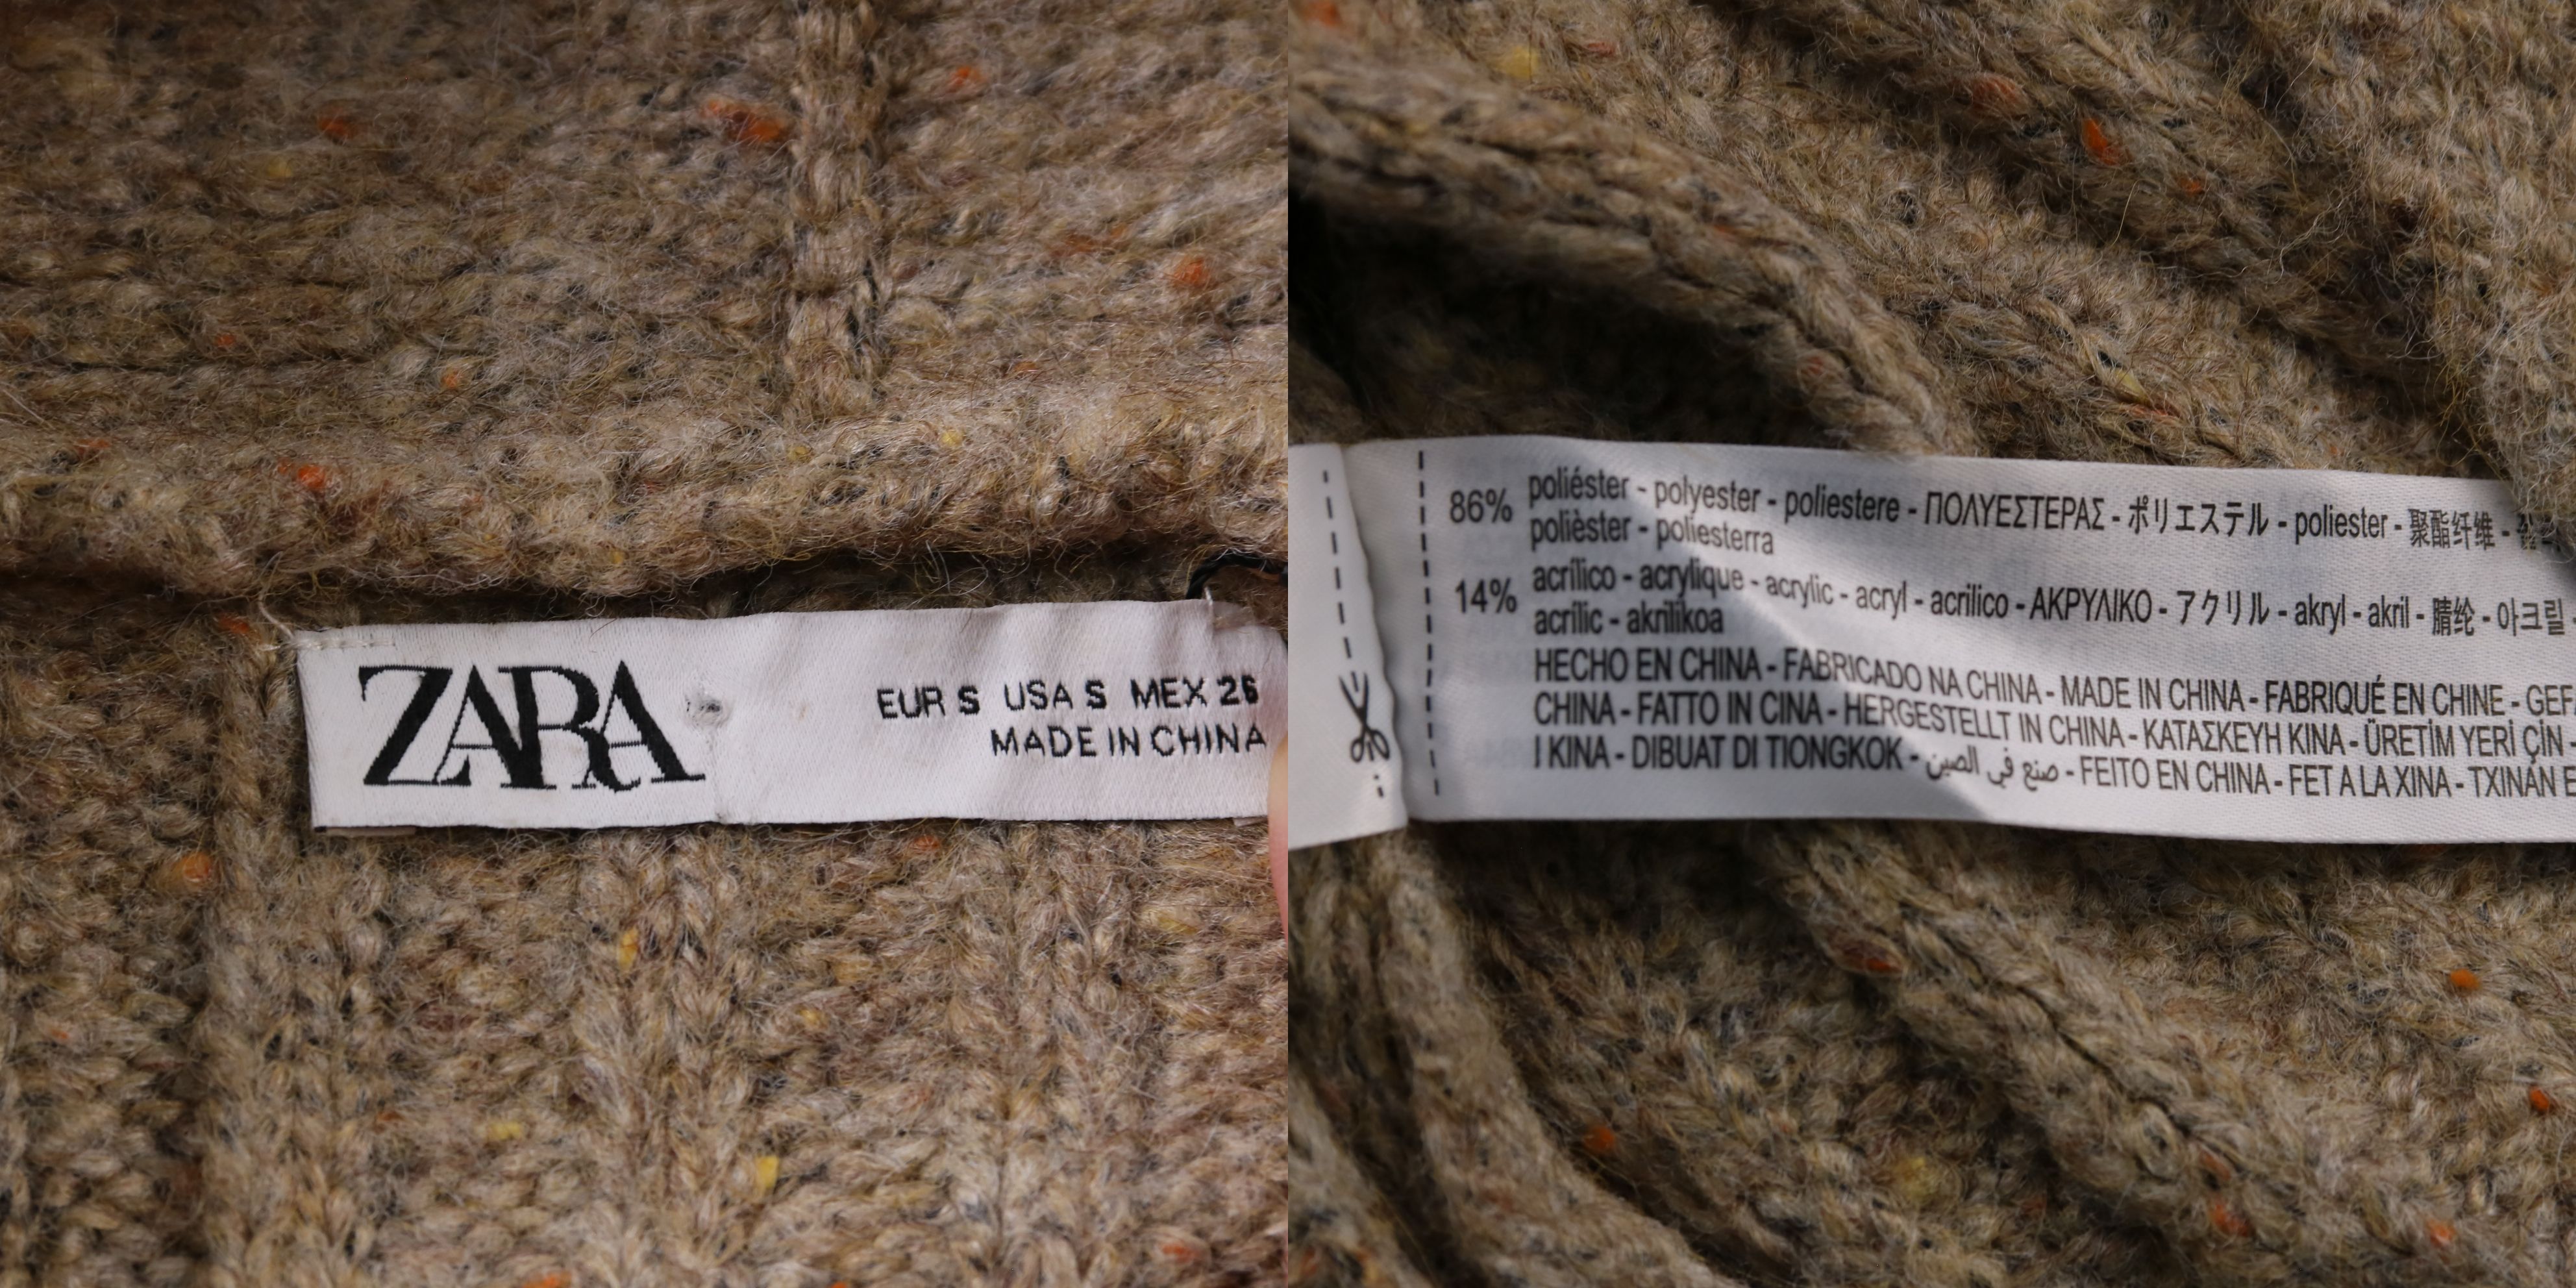 ZARA
EUR S USA S MEX 26
MADE IN CHINA
86% poliéster - polyester - poliestere - ΠΟΛΥΕΣΤΕΡΑΣ - ポリエステル - poliester - 聚酯纤维 -
polièster - poliesterra
14% acrílico - acrylique - acrylic - acryl - acrilico - ΑΚΡΥΛΙΚΟ - アクリル - akryl - akril - 腈纶 - 아크릴 -
acrílic - akrilikoa
HECHO EN CHINA - FABRICADO NA CHINA - MADE IN CHINA - FABRIQUÉ EN CHINE -
CHINA - FATTO IN CINA - HERGESTELLT IN CHINA - ΚΑΤΑΣΚΕΥΗ ΚΙΝΑ - ÜRETİM YERİ ÇİN -
I KINA - DIBUAT DI TIONGKOK - صنع في الصين - FEITO EN CHINA - FET A LA XINA - TXINAN